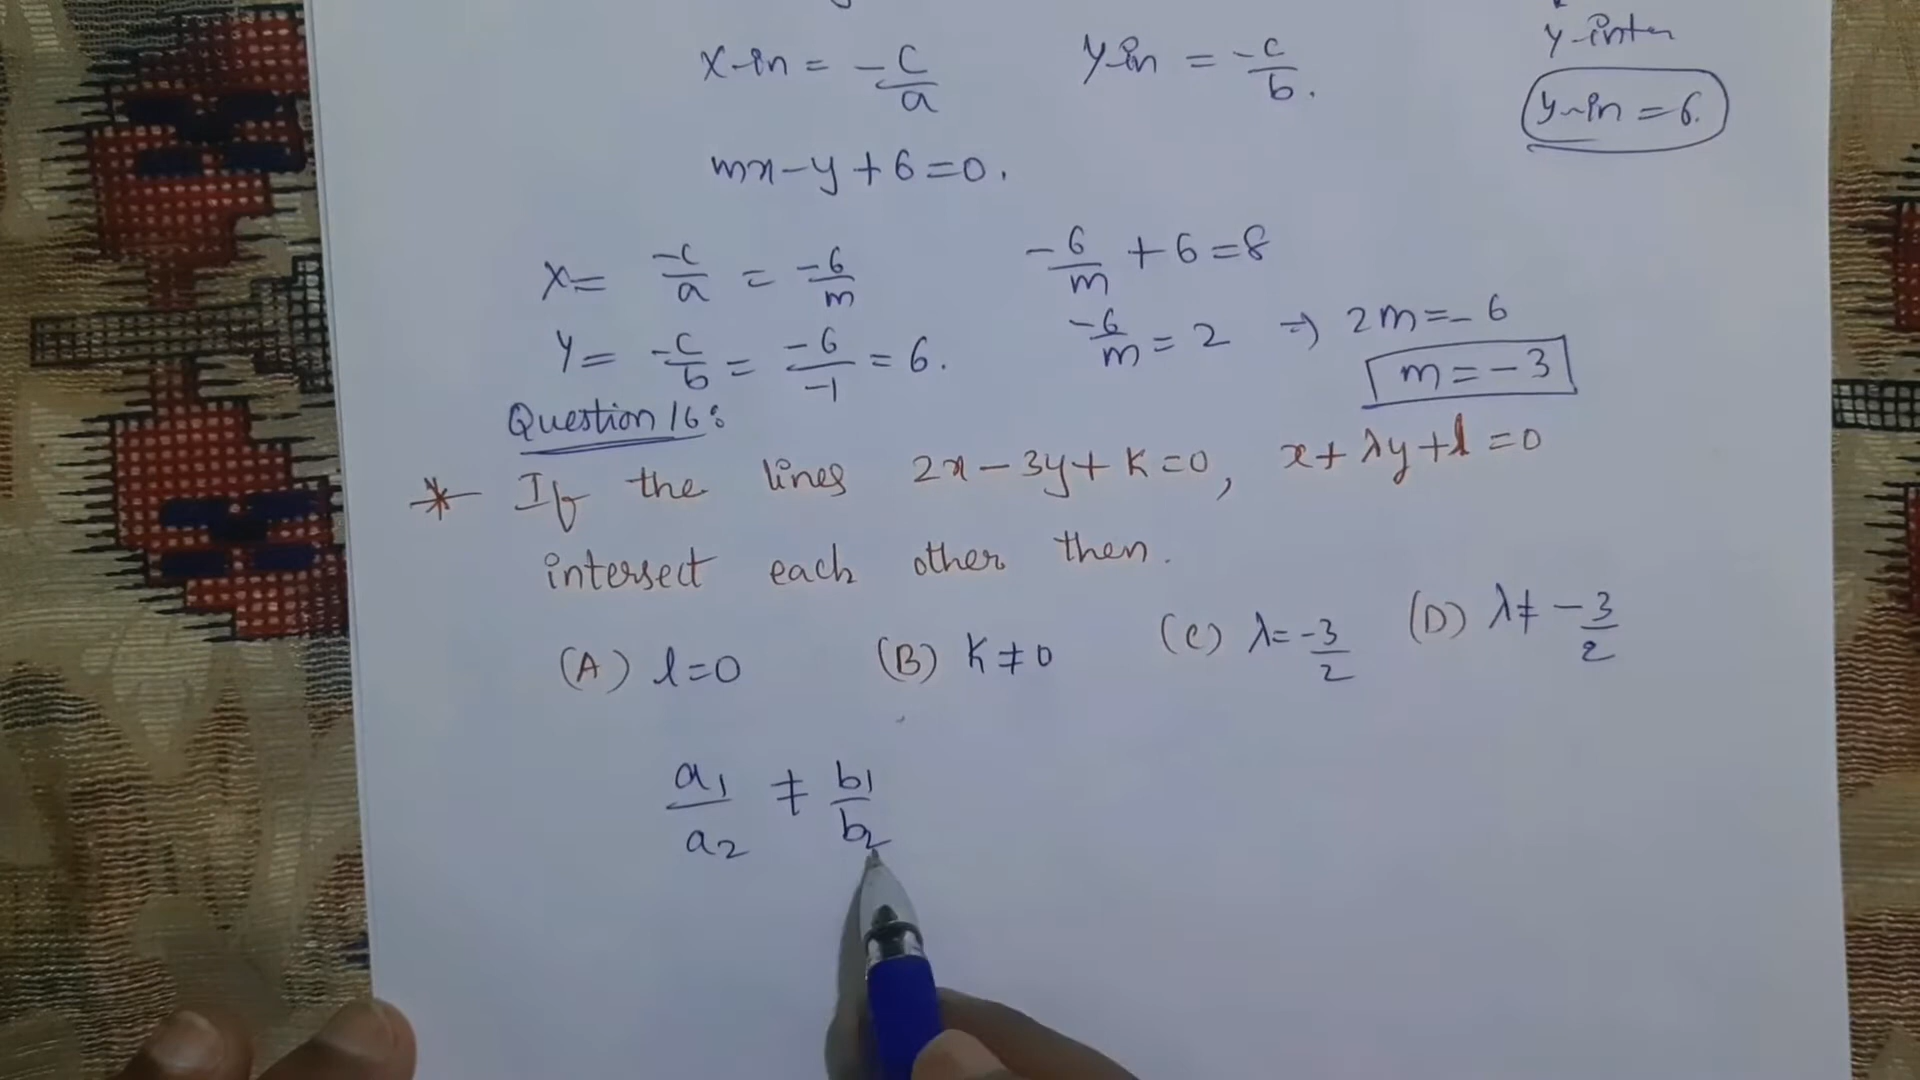 y-inter
x-in = -c/a    y-in = -c/b.
y-in = 6.
mx - y + 6 = 0.
x = -c/a = -6/m    -6/m + 6 = 8
y = -c/b = -6/-1 = 6.    -6/m = 2 ⇒ 2m = -6
m = -3
Question 16:
* If the lines 2x - 3y + K = 0, x + λy + l = 0
intersect each other then.
(A) l = 0    (B) K ≠ 0    (C) λ = -3/2    (D) λ ≠ -3/2
a1/a2 ≠ b1/b2